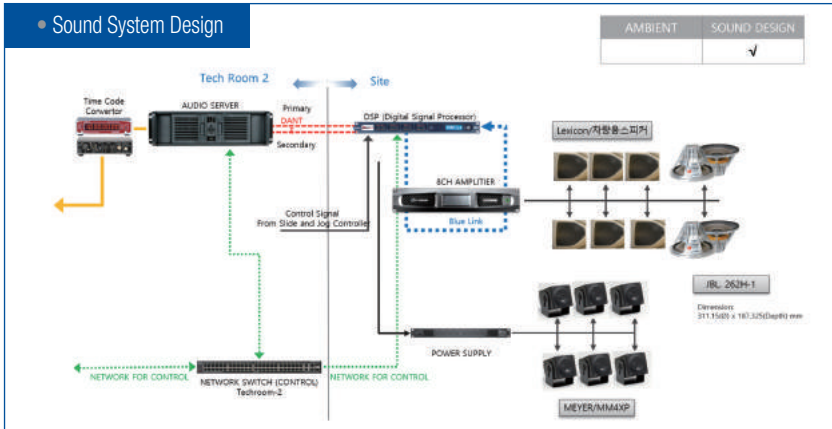 • Sound System Design
AMBIENT
SOUND DESIGN
√
Tech Room 2
Site
Time Code
Convertor
AUDIO SERVER
Primary
DANT
Secondary
DSP (Digital Signal Processor)
Lexicon/차량용스피커
8CH AMPLITIER
Control Signal
From Slide and Jog Controller
Blue Link
JBL 262H-1
Dimension:
311.15(Ø) x 187.325(Depth) mm
POWER SUPPLY
NETWORK FOR CONTROL
NETWORK SWITCH (CONTROL)
Techroom-2
NETWORK FOR CONTROL
MEYER/MM4XP